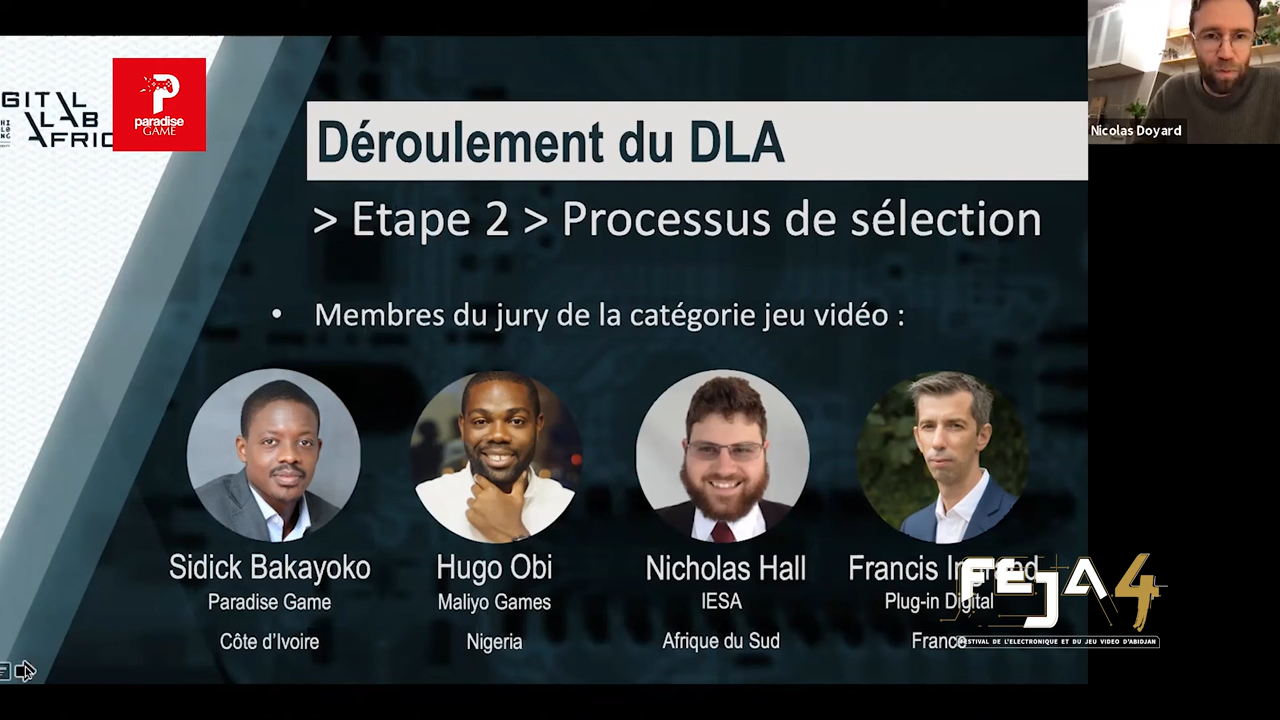 GITAL
LAB
AFRIC
paradise
GAME
Nicolas Doyard
Déroulement du DLA
> Etape 2 > Processus de sélection
• Membres du jury de la catégorie jeu vidéo :
Sidick Bakayoko
Paradise Game
Côte d'Ivoire
Hugo Obi
Maliyo Games
Nigeria
Nicholas Hall
IESA
Afrique du Sud
Francis
Plug-in Digital
France
FEJA4
FESTIVAL DE L'ELECTRONIQUE ET DU JEU VIDEO D'ABIDJAN